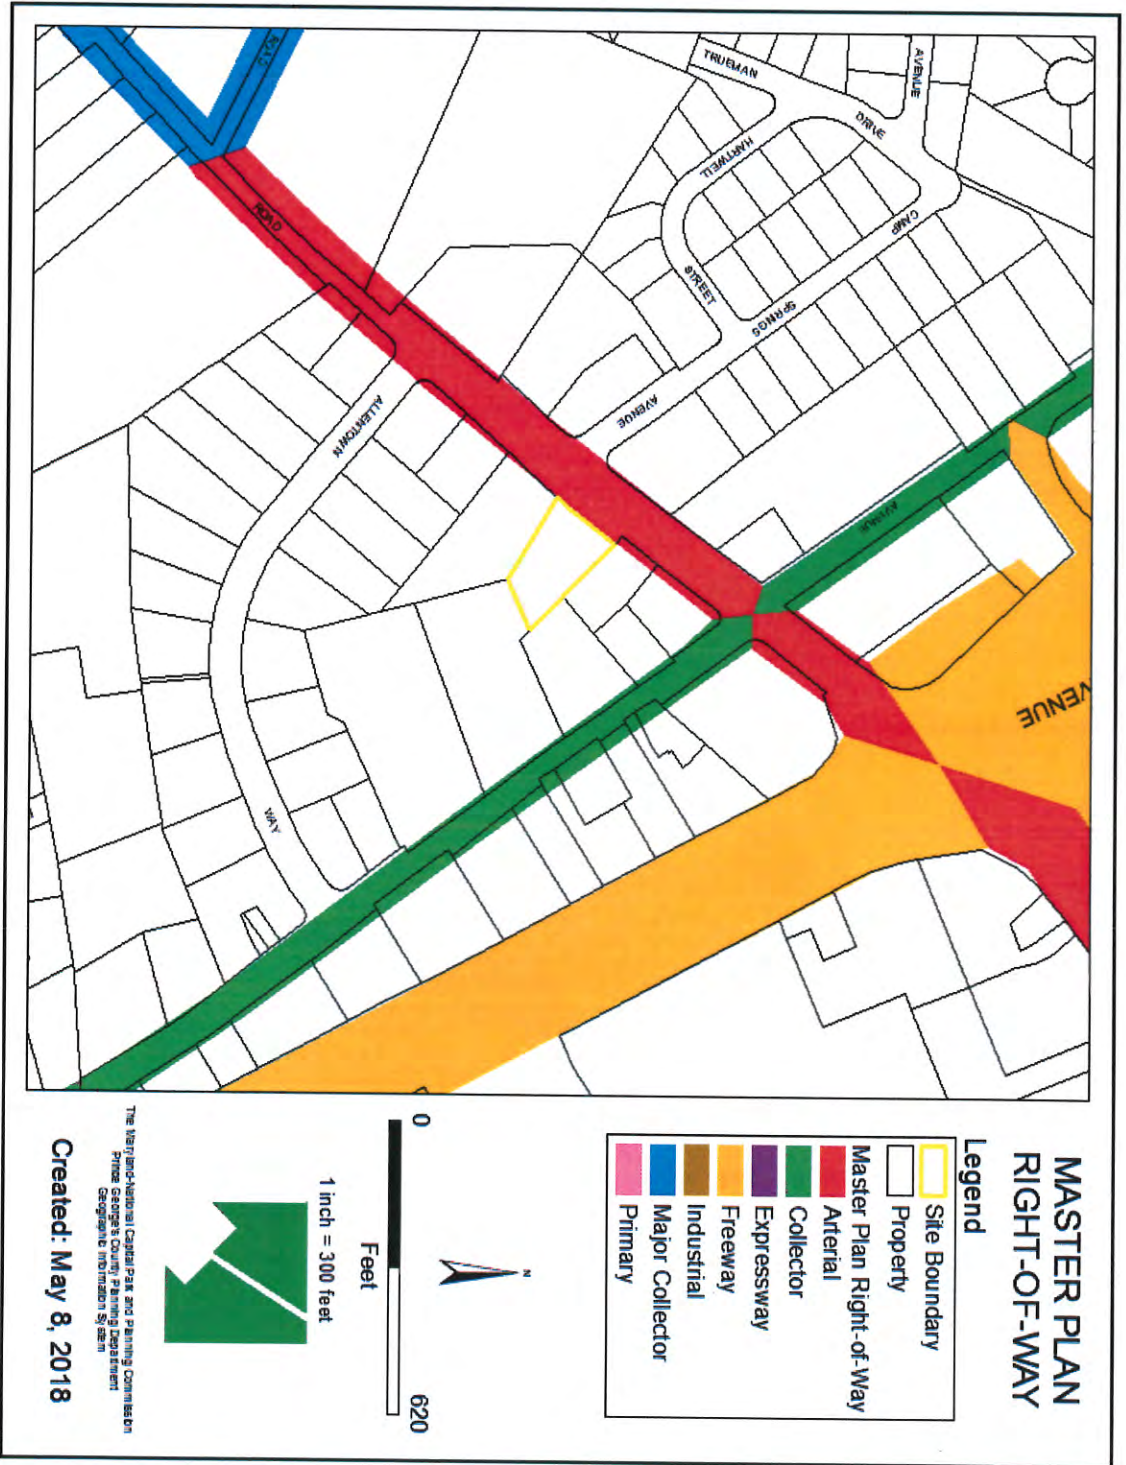 MASTER PLAN
RIGHT-OF-WAY
Legend
Site Boundary
Property
Master Plan Right-of-Way
Arterial
Collector
Expressway
Freeway
Industrial
Major Collector
Primary
N
0
620
Feet
1 inch = 300 feet
The Maryland-National Capital Park and Planning Commission
Prince George's County Planning Department
Geographic Information System
Created: May 8, 2018
AVENUE
TRUEMAN
DRIVE
HARTWELL
STREET
CAMP
SPRINGS
AVENUE
ROAD
ALLENTOWN
WAY
AVENUE
VENUE